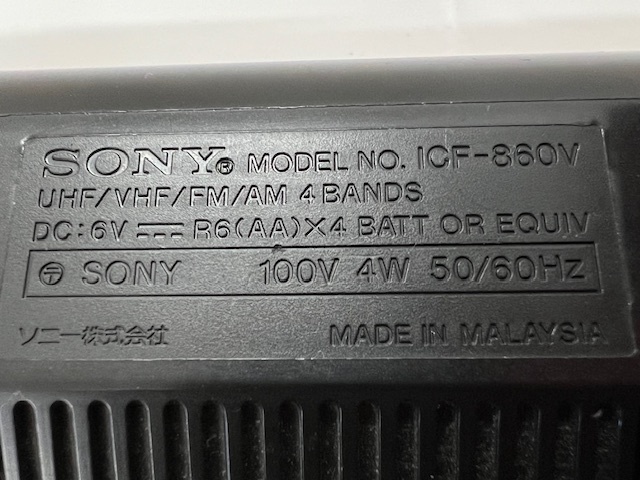 SONY® MODEL NO. ICF-860V
UHF/VHF/FM/AM 4 BANDS
DC: 6V ⎓ R6(AA)×4 BATT OR EQUIV
〶 SONY 100V 4W 50/60Hz
ソニー株式会社 MADE IN MALAYSIA